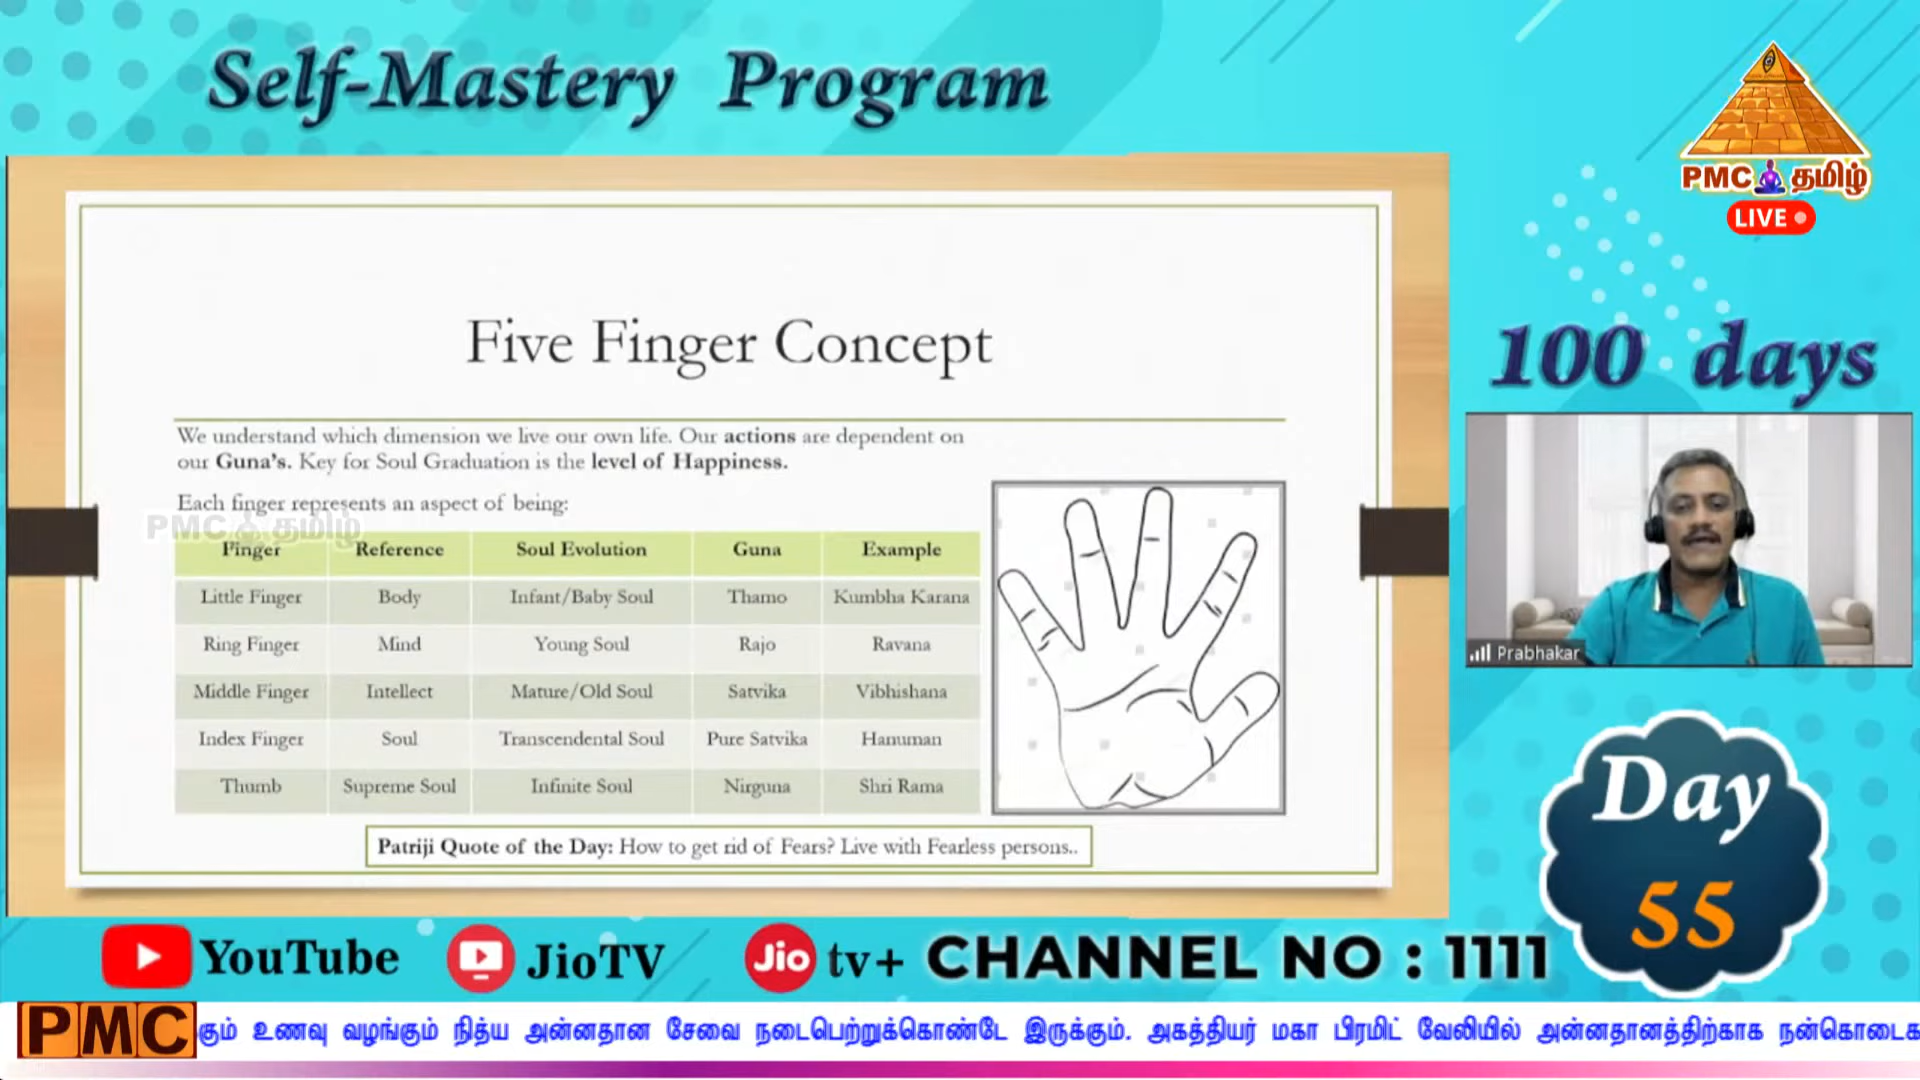 Self-Mastery Program
PMC தமிழ்
LIVE
100 days
Five Finger Concept
We understand which dimension we live our own life. Our actions are dependent on
our Guna's. Key for Soul Graduation is the level of Happiness.
Each finger represents an aspect of being:
PMC தமிழ்
Finger Reference Soul Evolution Guna Example
Little Finger Body Infant/Baby Soul Thamo Kumbha Karana
Ring Finger Mind Young Soul Rajo Ravana
Middle Finger Intellect Mature/Old Soul Satvika Vibhishana
Index Finger Soul Transcendental Soul Pure Satvika Hanuman
Thumb Supreme Soul Infinite Soul Nirguna Shri Rama
Patriji Quote of the Day: How to get rid of Fears? Live with Fearless persons..
Prabhakar
Day
55
YouTube JioTV Jio tv+ CHANNEL NO : 1111
PMC கும் உணவு வழங்கும் நித்ய அன்னதான சேவை நடைபெற்றுக்கொண்டே இருக்கும். அகத்தியர் மகா பிரமிட் வேலியில் அன்னதானத்திற்காக நன்கொடைக